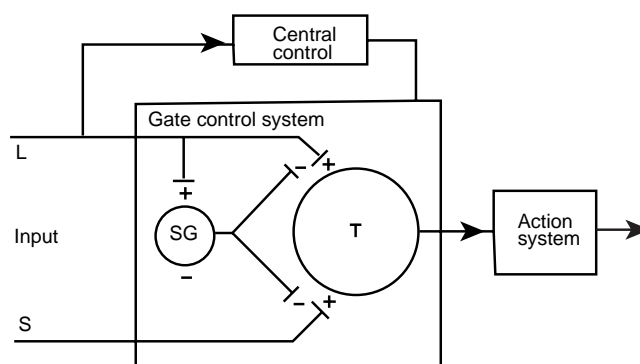 Central
control
Gate control system
L
+
- +
SG
T
Input
Action
system
-
- +
S